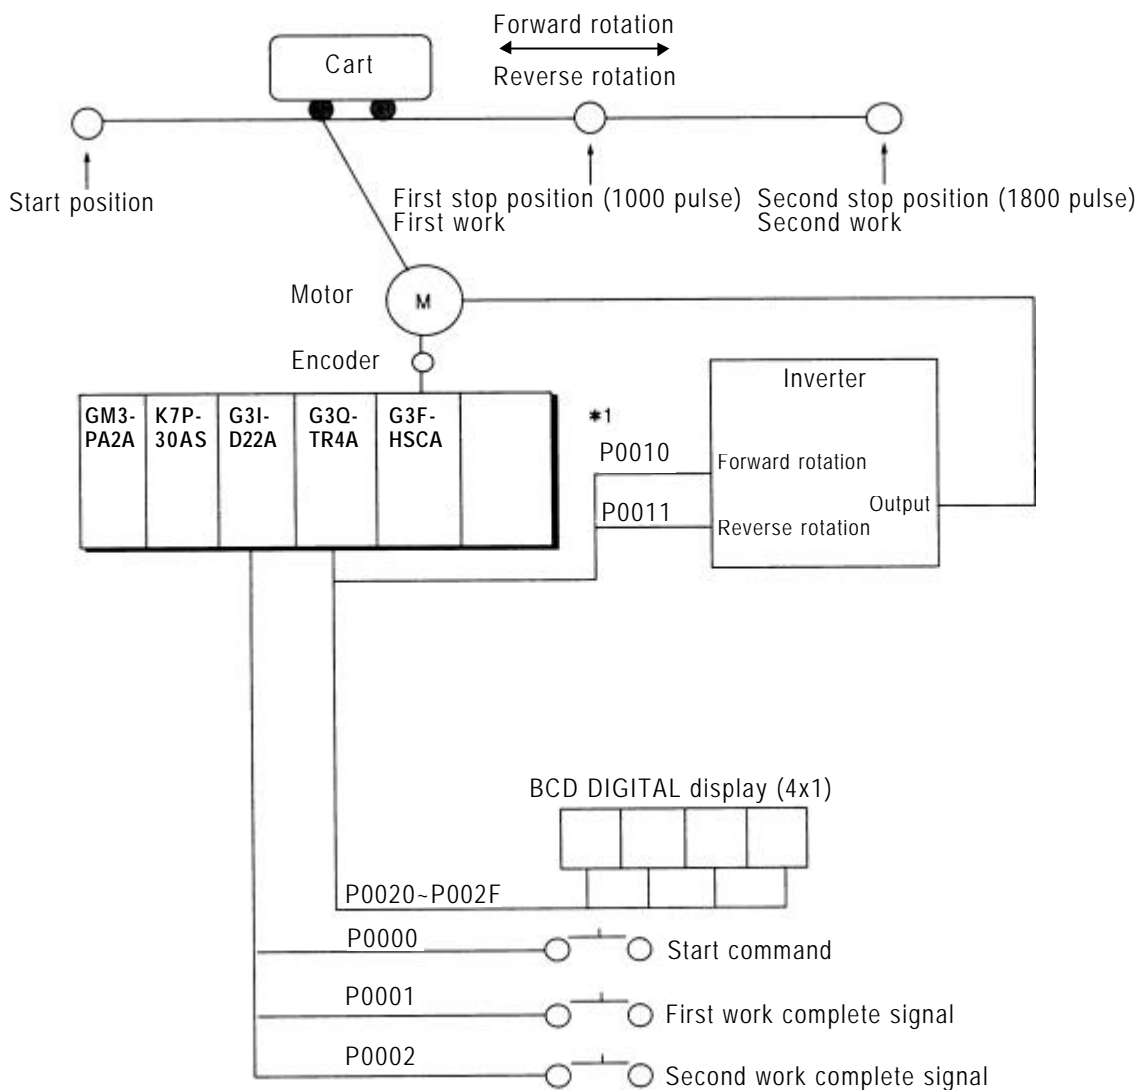 Forward rotation
Cart
Reverse rotation
Start position
First stop position (1000 pulse)
First work
Second stop position (1800 pulse)
Second work
Motor
M
Encoder
Inverter
GM3-
PA2A
K7P-
30AS
G3I-
D22A
G3Q-
TR4A
G3F-
HSCA
*1
P0010
Forward rotation
P0011
Output
Reverse rotation
BCD DIGITAL display (4x1)
P0020~P002F
P0000
Start command
P0001
First work complete signal
P0002
Second work complete signal